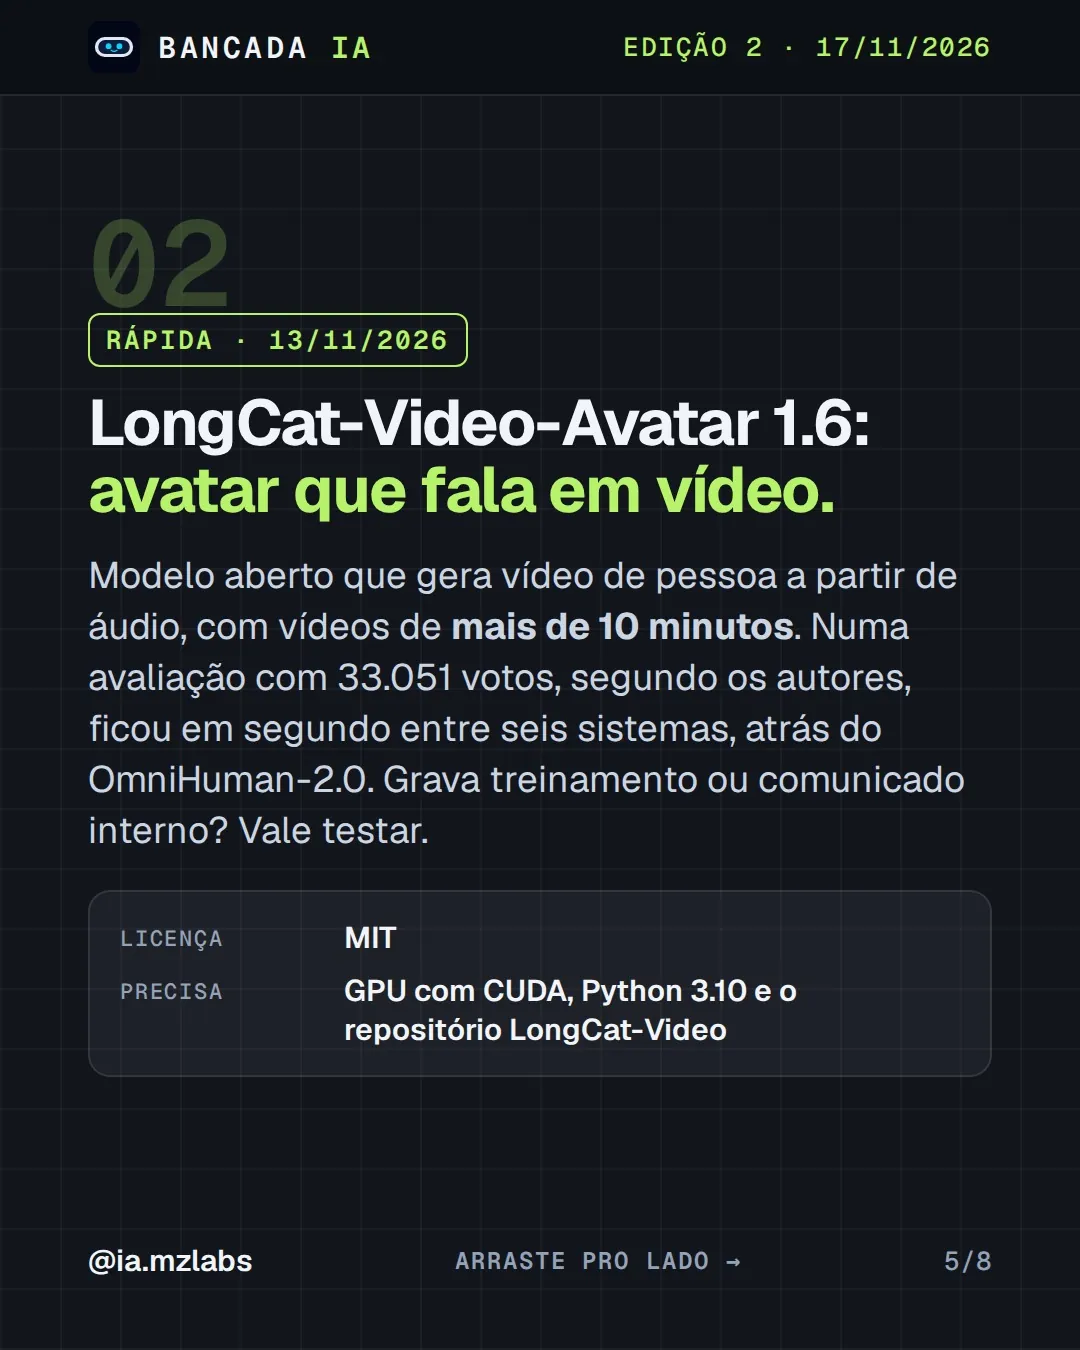 BANCADA IA
EDIÇÃO 2 · 17/11/2026
02
RÁPIDA · 13/11/2026
LongCat-Video-Avatar 1.6:
avatar que fala em vídeo.
Modelo aberto que gera vídeo de pessoa a partir de
áudio, com vídeos de mais de 10 minutos. Numa
avaliação com 33.051 votos, segundo os autores,
ficou em segundo entre seis sistemas, atrás do
OmniHuman-2.0. Grava treinamento ou comunicado
interno? Vale testar.
LICENÇA MIT
PRECISA GPU com CUDA, Python 3.10 e o
repositório LongCat-Video
@ia.mzlabs
ARRASTE PRO LADO →
5/8